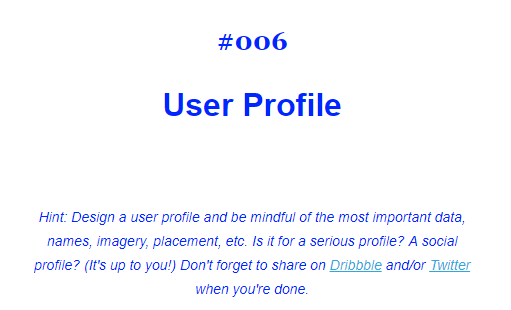 #006
User Profile
Hint: Design a user profile and be mindful of the most important data,
names, imagery, placement, etc. Is it for a serious profile? A social
profile? (It's up to you!) Don't forget to share on Dribbble and/or Twitter
when you're done.